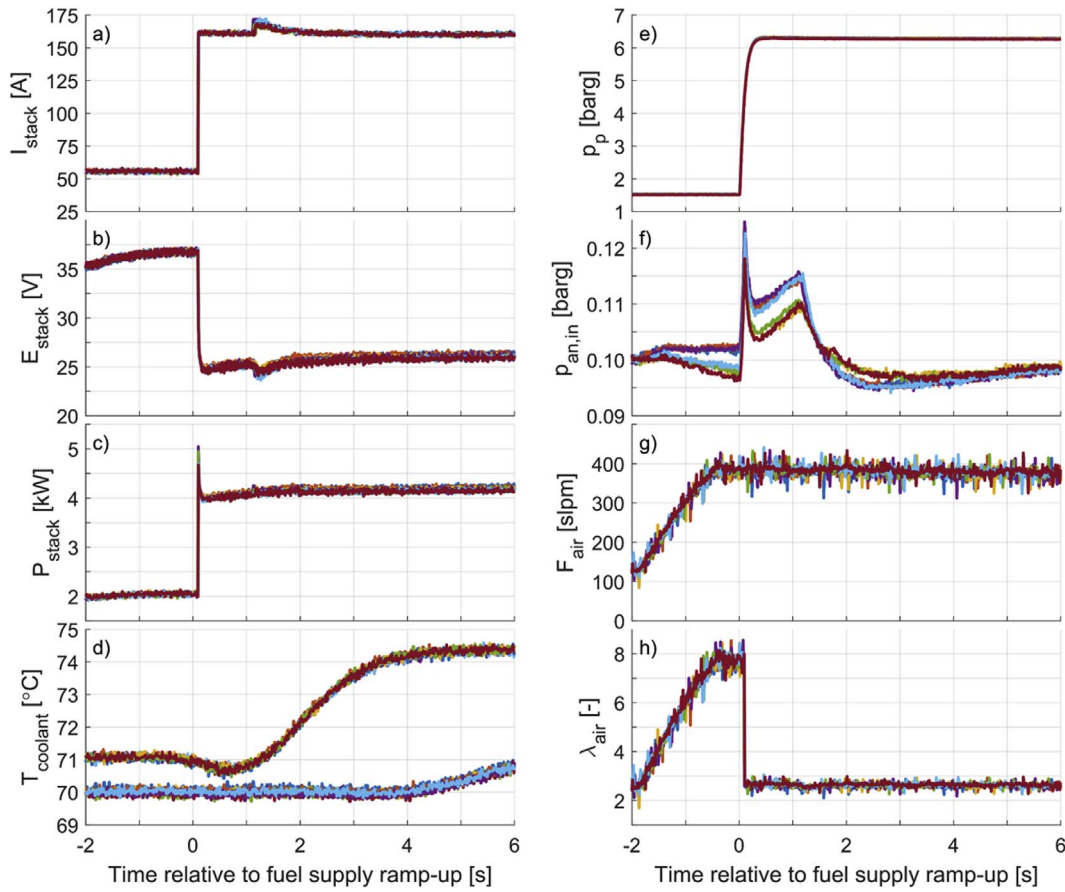 a)
175
150
125
100
75
50
25
I_stack [A]
b)
35
30
25
20
E_stack [V]
c)
5
4
3
2
P_stack [kW]
d)
75
74
73
72
71
70
69
T_coolant [°C]
-2
0
2
4
6
Time relative to fuel supply ramp-up [s]
e)
7
6
5
4
3
2
1
p_p [barg]
f)
0.12
0.11
0.10
0.09
p_an,in [barg]
g)
400
300
200
100
0
F_air [slpm]
h)
8
6
4
2
λ_air [-]
-2
0
2
4
6
Time relative to fuel supply ramp-up [s]